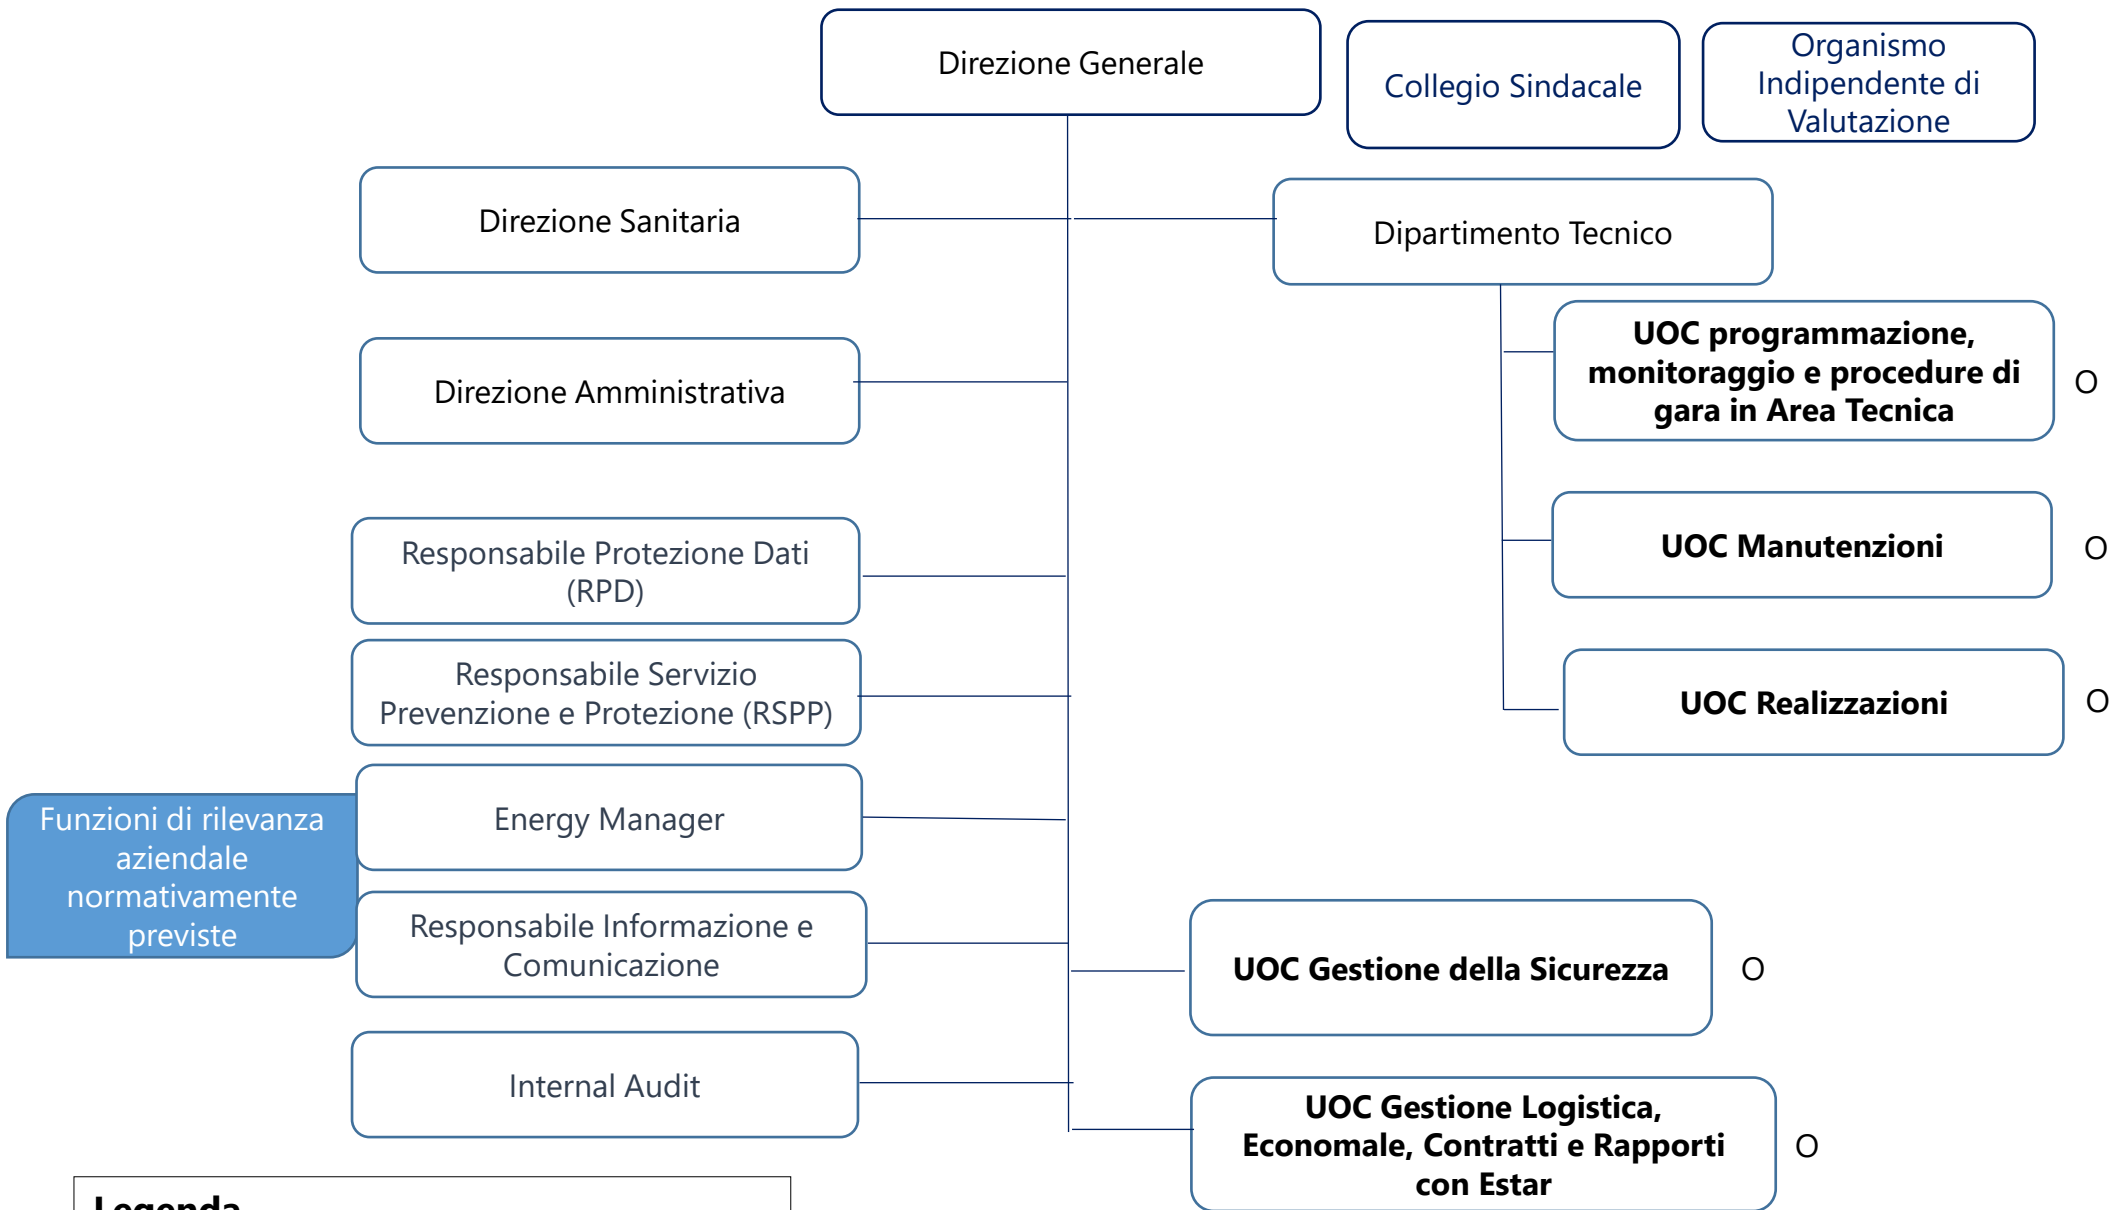 Direzione Generale
Collegio Sindacale
Organismo
Indipendente di
Valutazione
Direzione Sanitaria
Dipartimento Tecnico
UOC programmazione,
monitoraggio e procedure di
gara in Area Tecnica
O
Direzione Amministrativa
Responsabile Protezione Dati
(RPD)
UOC Manutenzioni
O
Responsabile Servizio
Prevenzione e Protezione (RSPP)
UOC Realizzazioni
O
Funzioni di rilevanza
aziendale
normativamente
previste
Energy Manager
Responsabile Informazione e
Comunicazione
UOC Gestione della Sicurezza
O
Internal Audit
UOC Gestione Logistica,
Economale, Contratti e Rapporti
con Estar
O
Legenda